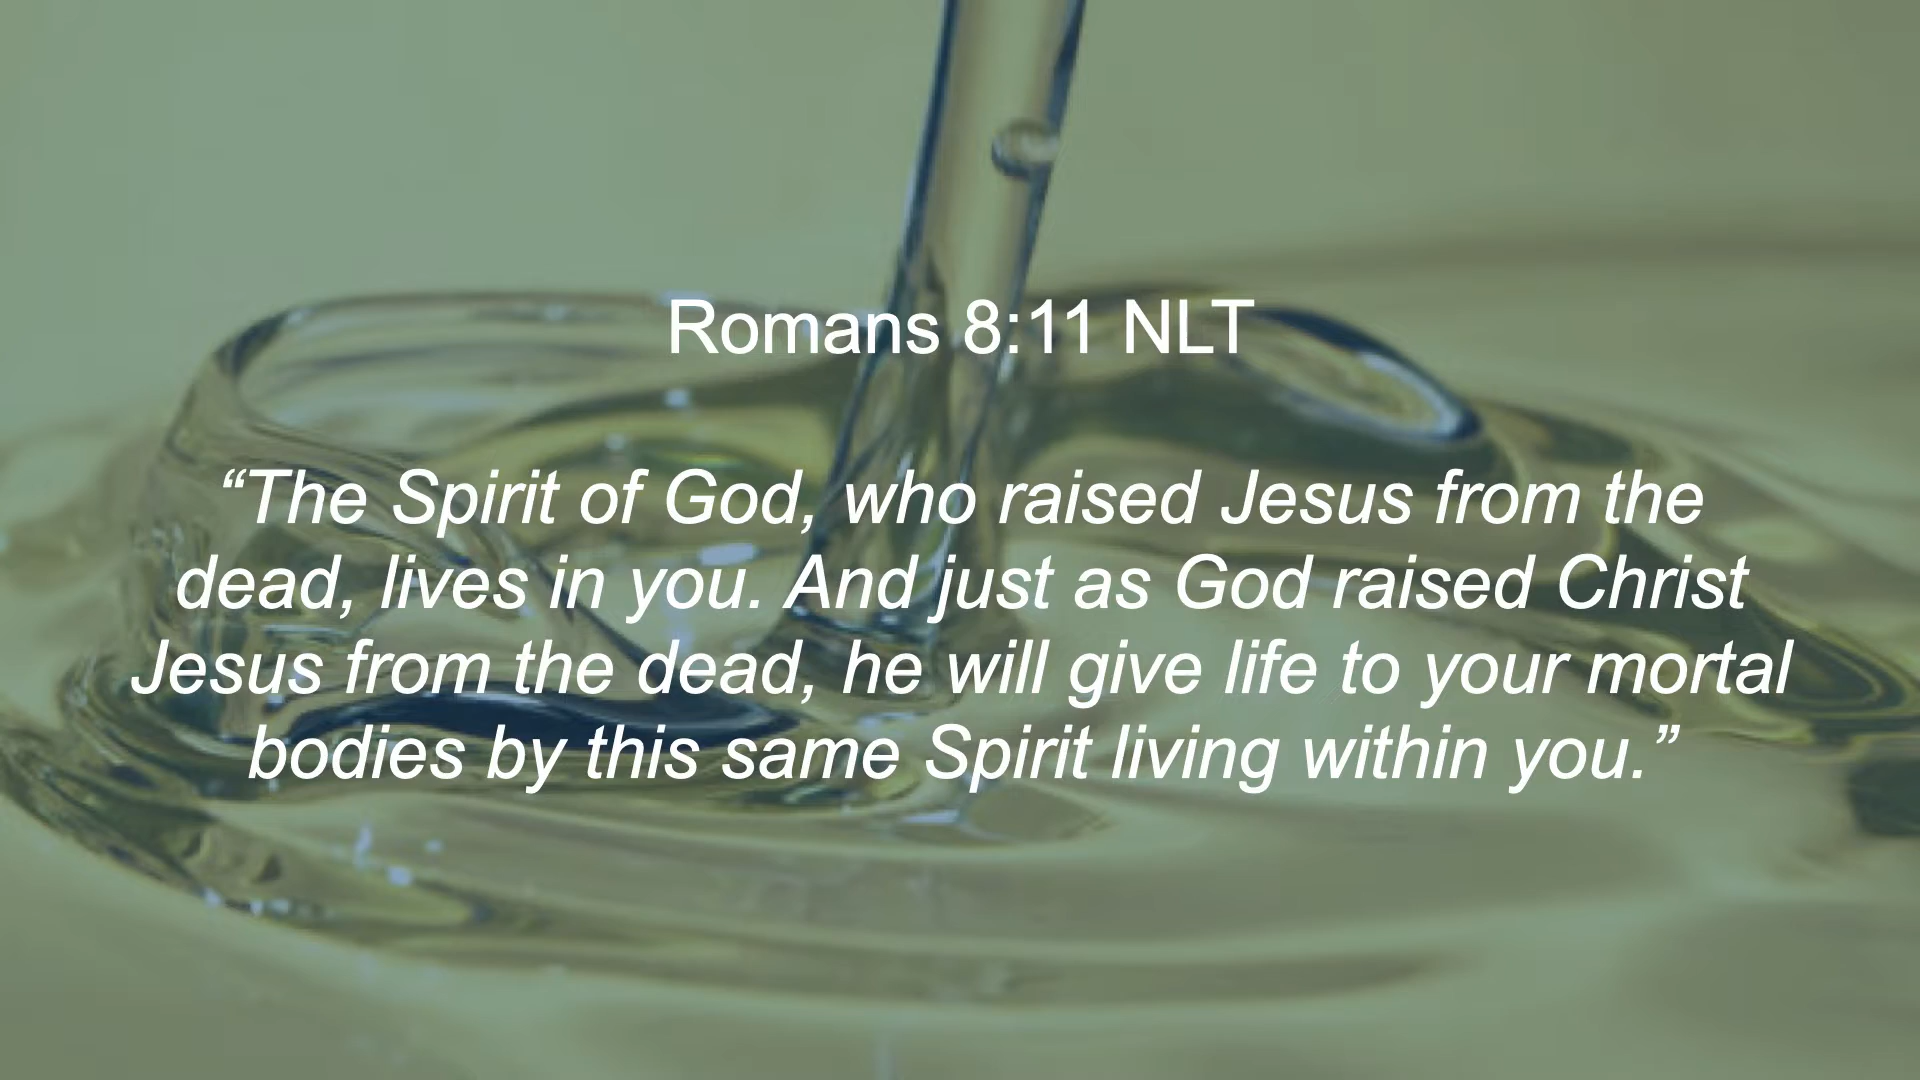 Romans 8:11 NLT
“The Spirit of God, who raised Jesus from the
dead, lives in you. And just as God raised Christ
Jesus from the dead, he will give life to your mortal
bodies by this same Spirit living within you.”